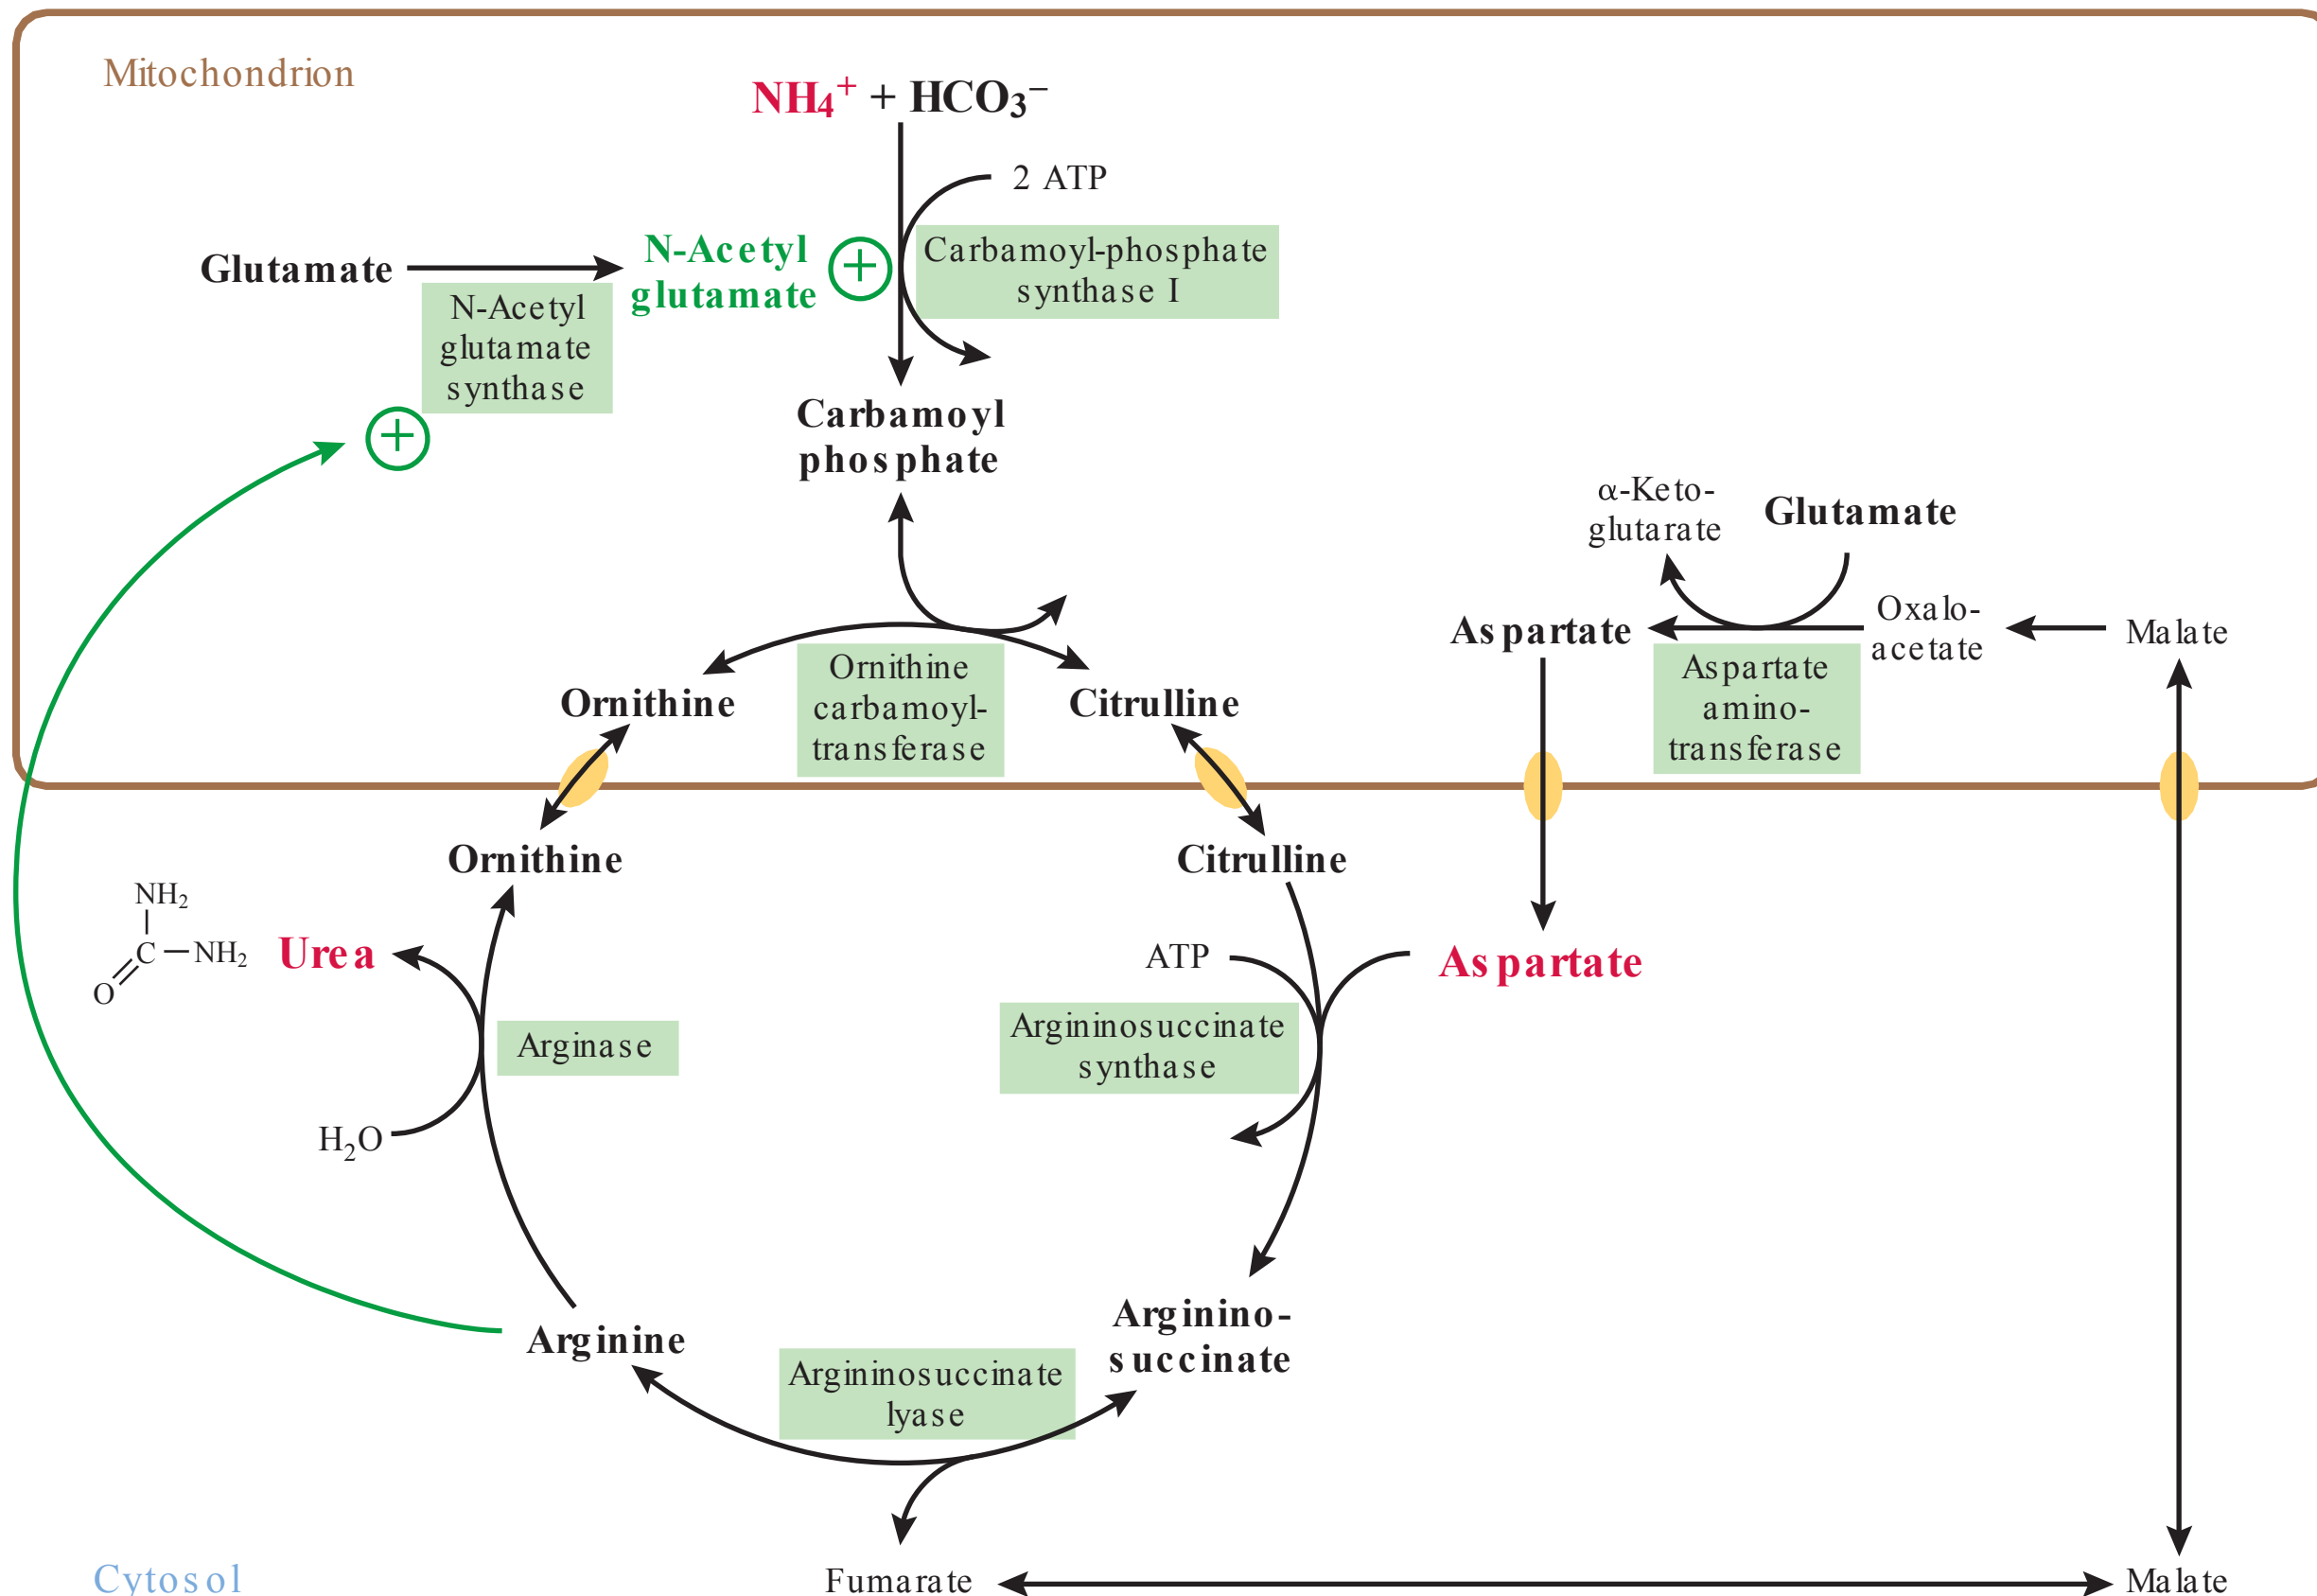 Mitochondrion
NH4⁺ + HCO₃⁻
2 ATP
Glutamate
N-Acetyl
glutamate
Carbamoyl-phosphate
synthase I
N-Acetyl
glutamate
synthase
Carbamoyl
phosphate
α-Keto-
glutarate
Glutamate
Aspartate
Oxalo-
acetate
Malate
Aspartate
amino-
transferase
Ornithine
Ornithine
carbamoyl-
transferase
Citrulline
Ornithine
Citrulline
NH₂
C
NH₂
O
Urea
ATP
Aspartate
Arginase
Argininosuccinate
synthase
H₂O
Arginine
Arginino-
succinate
Argininosuccinate
lyase
Cytosol
Fumarate
Malate